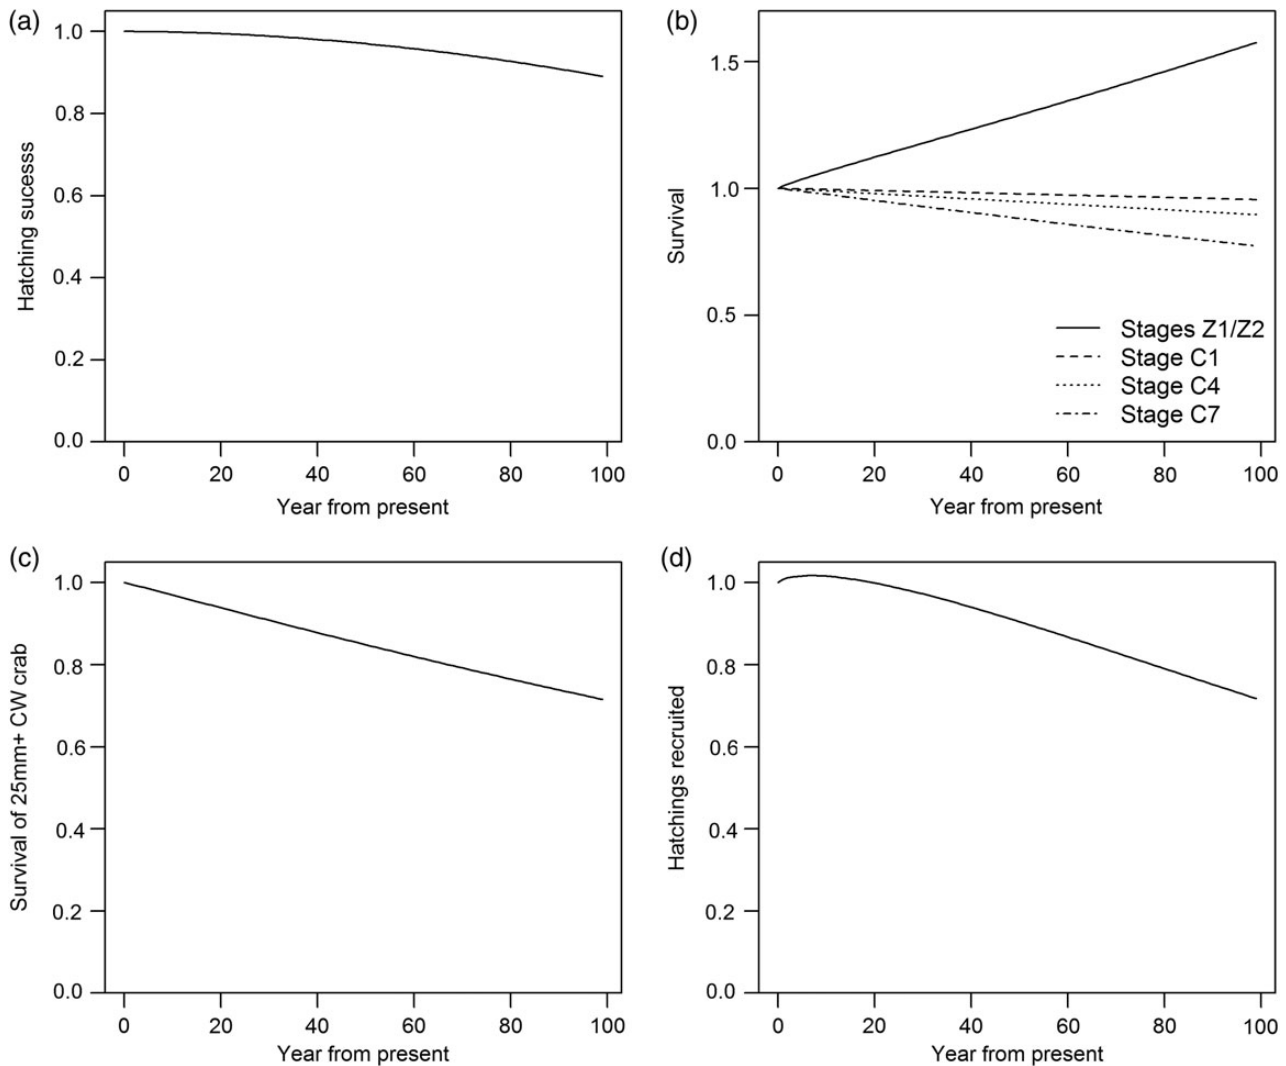 (a)
1.0
0.8
0.6
0.4
0.2
0.0
Hatching sucesss
0 20 40 60 80 100
Year from present
(b)
1.5
1.0
0.5
0.0
Survival
Stages Z1/Z2
Stage C1
Stage C4
Stage C7
0 20 40 60 80 100
Year from present
(c)
1.0
0.8
0.6
0.4
0.2
0.0
Survival of 25mm+ CW crab
0 20 40 60 80 100
Year from present
(d)
1.0
0.8
0.6
0.4
0.2
0.0
Hatchings recruited
0 20 40 60 80 100
Year from present